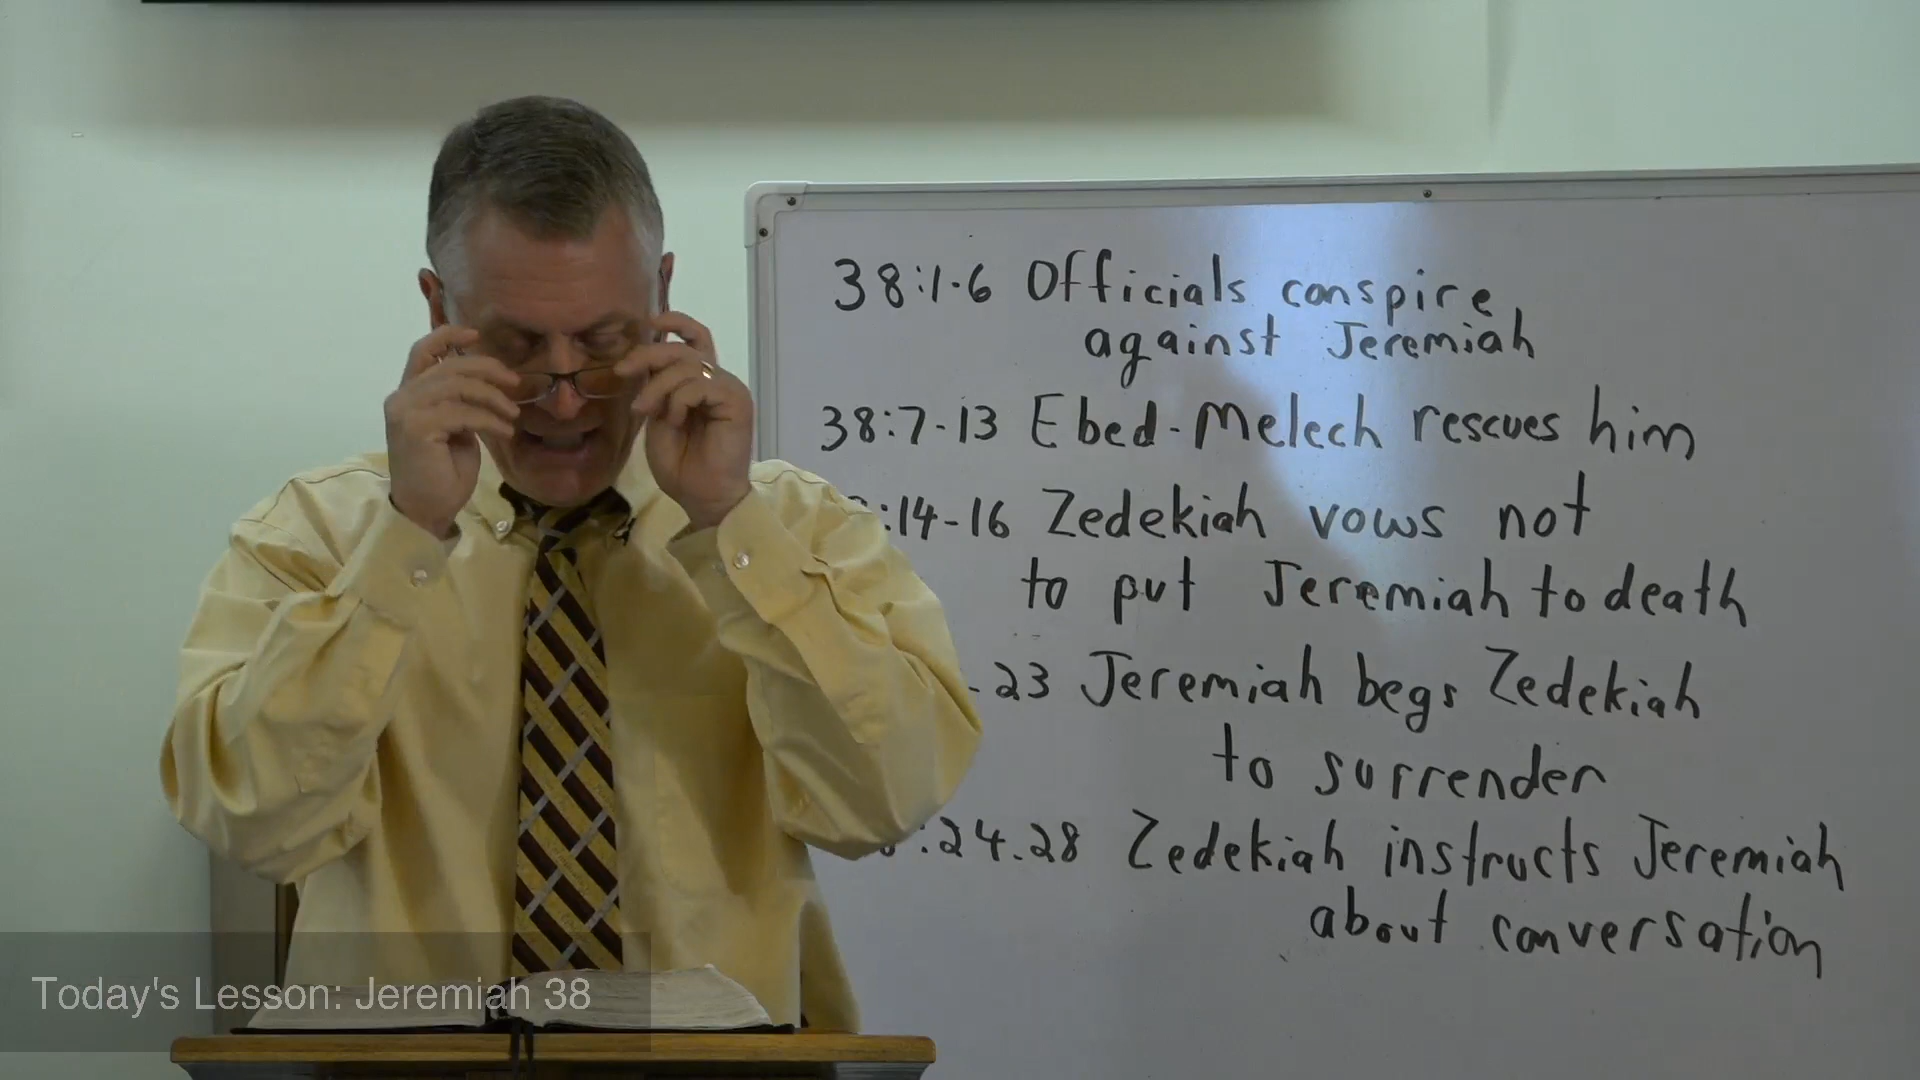 38:1-6 Officials conspire
against Jeremiah
38:7-13 Ebed-Melech rescues him
:14-16 Zedekiah vows not
to put Jeremiah to death
-23 Jeremiah begs Zedekiah
to surrender
:24-28 Zedekiah instructs Jeremiah
about conversation
Today's Lesson: Jeremiah 38